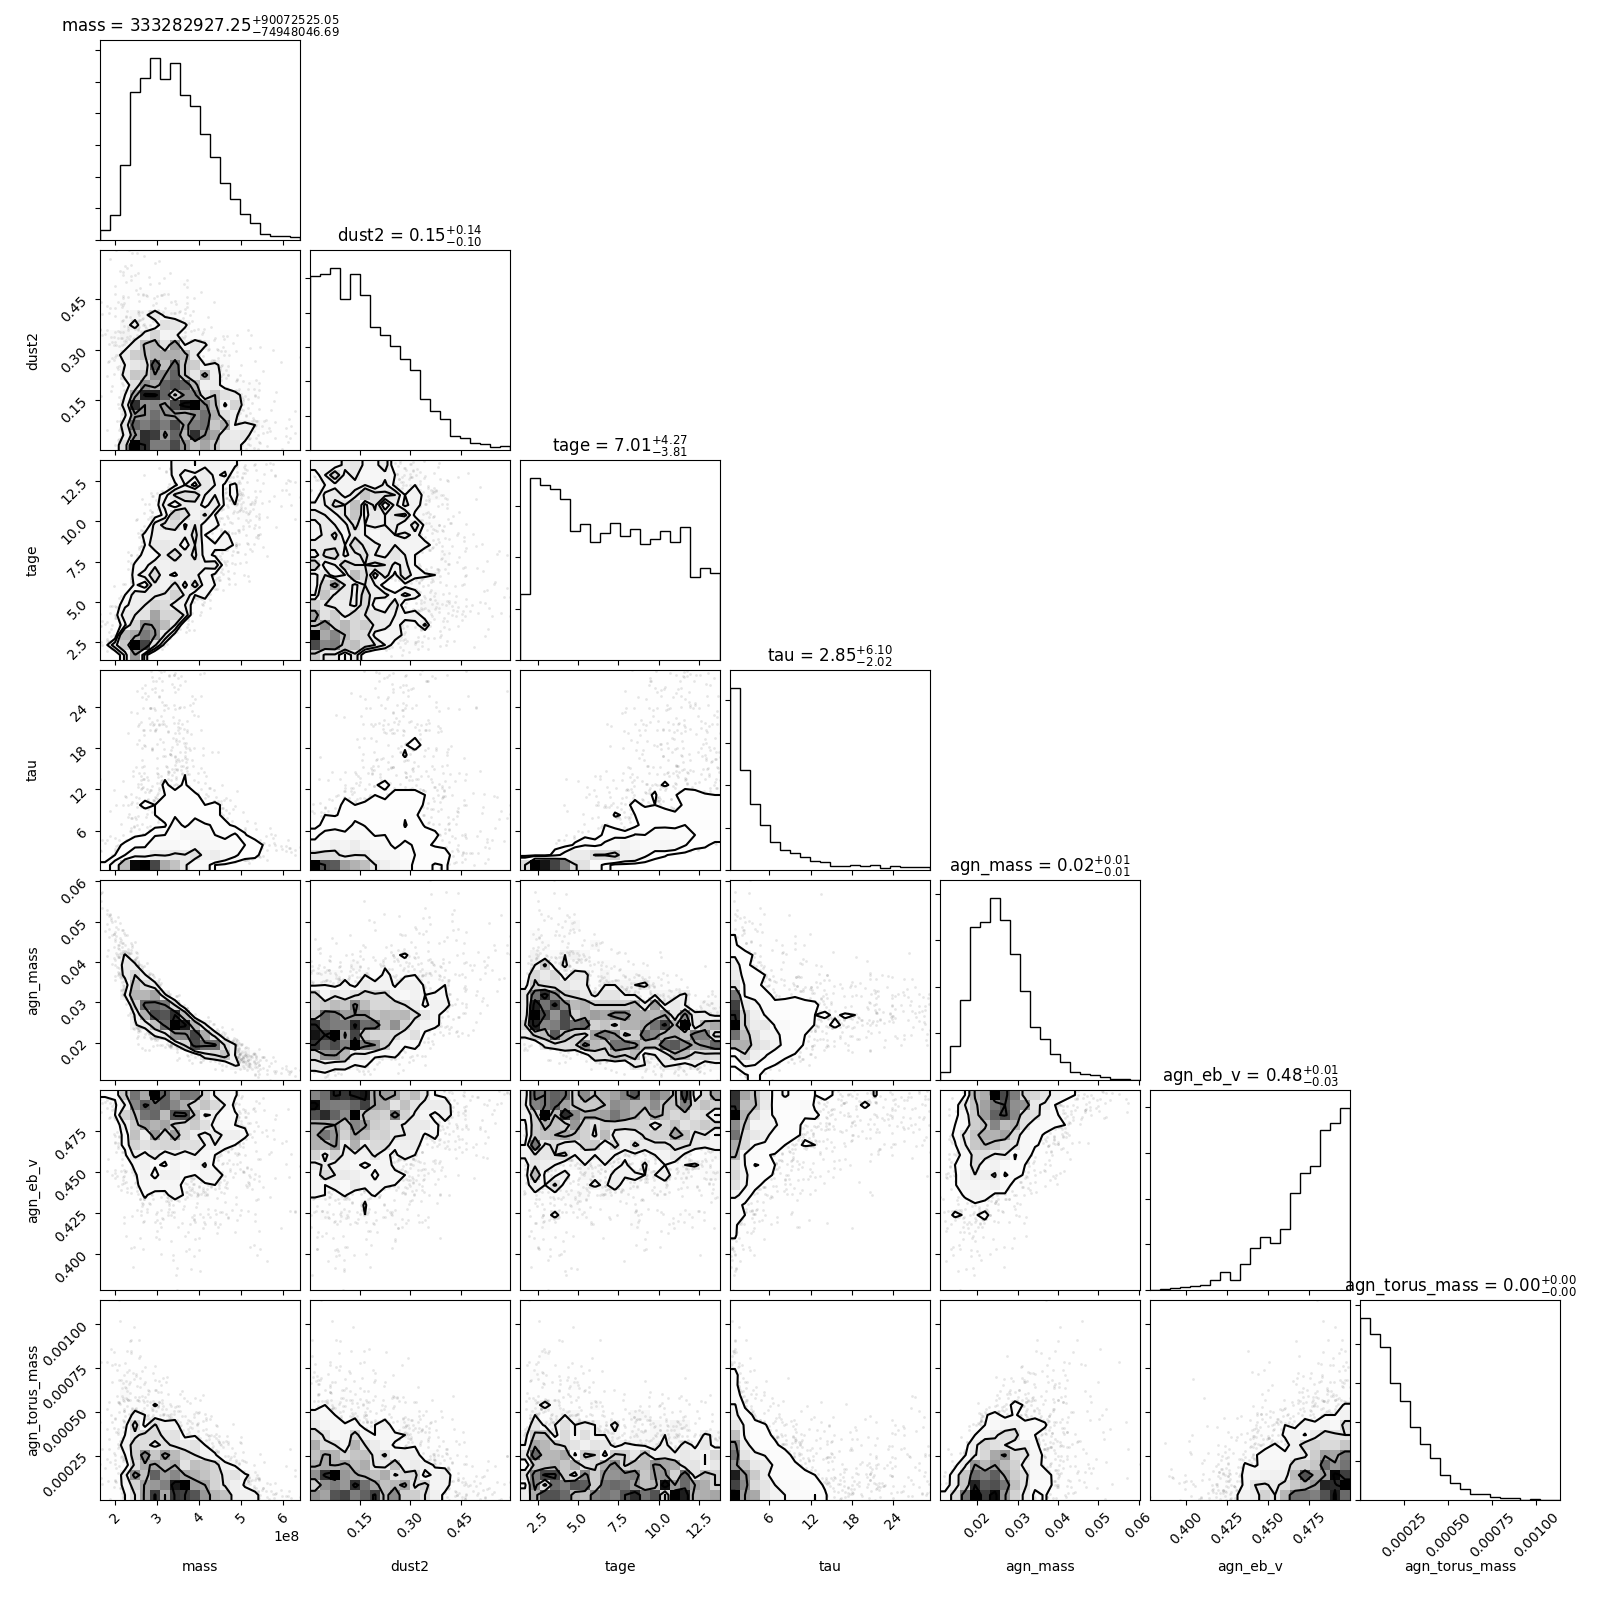 mass = 333282927.25+90072525.05−74948046.69
dust2 = 0.15+0.14−0.10
dust2
0.45
0.30
0.15
tage = 7.01+4.27−3.81
tage
12.5
10.0
7.5
5.0
2.5
tau = 2.85+6.10−2.02
tau
24
18
12
6
agn_mass = 0.02+0.01−0.01
agn_mass
0.06
0.05
0.04
0.03
0.02
agn_eb_v = 0.48+0.01−0.03
agn_eb_v
0.475
0.450
0.425
0.400
agn_torus_mass = 0.00+0.00−0.00
agn_torus_mass
0.00100
0.00075
0.00050
0.00025
2 3 4 5 6 0.15 0.30 0.45 2.5 5.0 7.5 10.0 12.5 6 12 18 24 0.02 0.03 0.04 0.05 0.06 0.400 0.425 0.450 0.475 0.00025 0.00050 0.00075 0.00100
1e8
mass dust2 tage tau agn_mass agn_eb_v agn_torus_mass